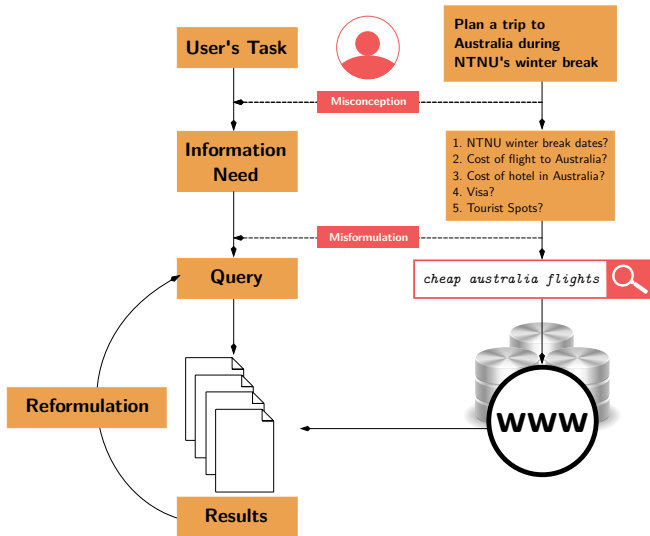 User's Task
Plan a trip to
Australia during
NTNU's winter break
Misconception
Information
Need
1. NTNU winter break dates?
2. Cost of flight to Australia?
3. Cost of hotel in Australia?
4. Visa?
5. Tourist Spots?
Misformulation
Query
cheap australia flights
Reformulation
WWW
Results